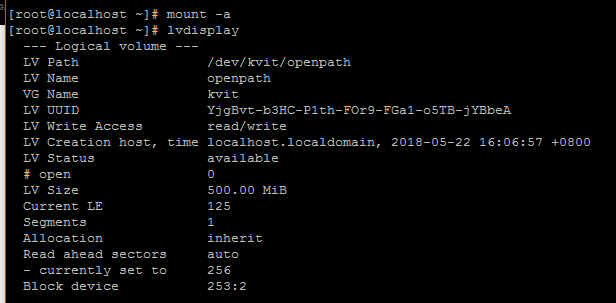 [root@localhost ~]# mount -a
[root@localhost ~]# lvdisplay
  --- Logical volume ---
  LV Path                /dev/kvit/openpath
  LV Name                openpath
  VG Name                kvit
  LV UUID                YjgBvt-b3HC-P1th-FOr9-FGa1-o5TB-jYBbeA
  LV Write Access        read/write
  LV Creation host, time localhost.localdomain, 2018-05-22 16:06:57 +0800
  LV Status              available
  # open                 0
  LV Size                500.00 MiB
  Current LE             125
  Segments               1
  Allocation             inherit
  Read ahead sectors     auto
  - currently set to     256
  Block device           253:2